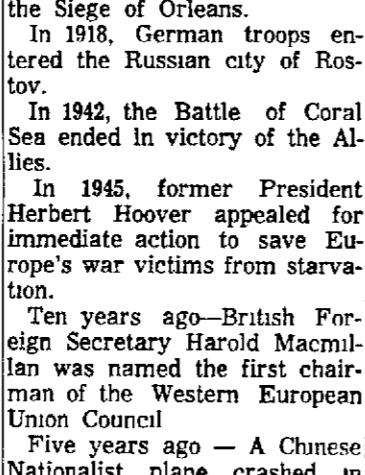 the Siege of Orleans.
In 1918, German troops en-
tered the Russian city of Ros-
tov.
In 1942, the Battle of Coral
Sea ended in victory of the Al-
lies.
In 1945, former President
Herbert Hoover appealed for
immediate action to save Eu-
rope's war victims from starva-
tion.
Ten years ago—British For-
eign Secretary Harold Macmil-
lan was named the first chair-
man of the Western European
Union Council
Five years ago — A Chinese
Nationalist plane crashed in